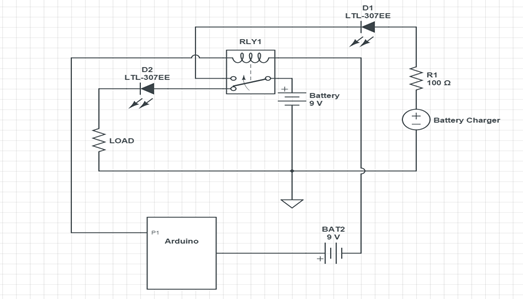 D1
LTL-307EE
RLY1
D2
LTL-307EE
R1
100 Ω
+
Battery
9 V
+
−
Battery Charger
LOAD
P1
Arduino
BAT2
9 V
+